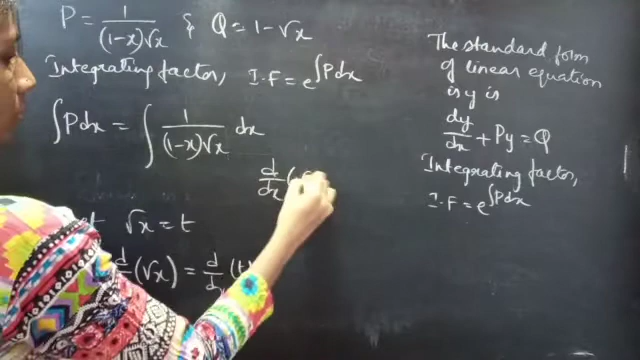 P = 1/((1-x)√x) & Q = 1-√x
Integrating factor, I.F = e^∫Pdx
∫Pdx = ∫ 1/((1-x)√x) dx
d/dx (
t √x = t
d/dx (√x) = d/dx (t)
The standard form
of linear equation
is y is
dy/dx + Py = Q
Integrating factor,
I.F = e^∫Pdx